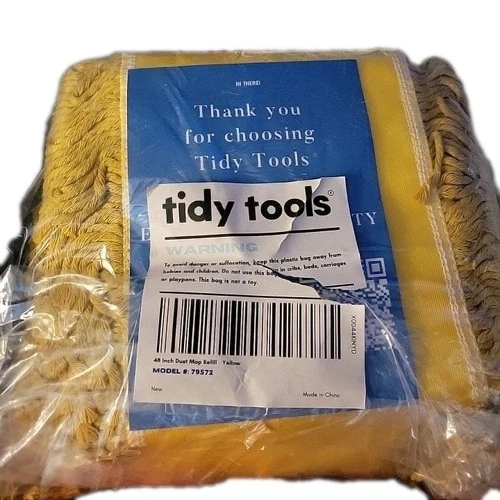 HI THERE!
Thank you
for choosing
Tidy Tools
tidy tools®
TY
WARNING
To avoid danger or suffocation, keep this plastic bag away from
babies and children. Do not use this bag in cribs, beds, carriages
or playpens. This bag is not a toy.
48 Inch Dust Mop Refill - Yellow
MODEL #: 79572
New
Made in China